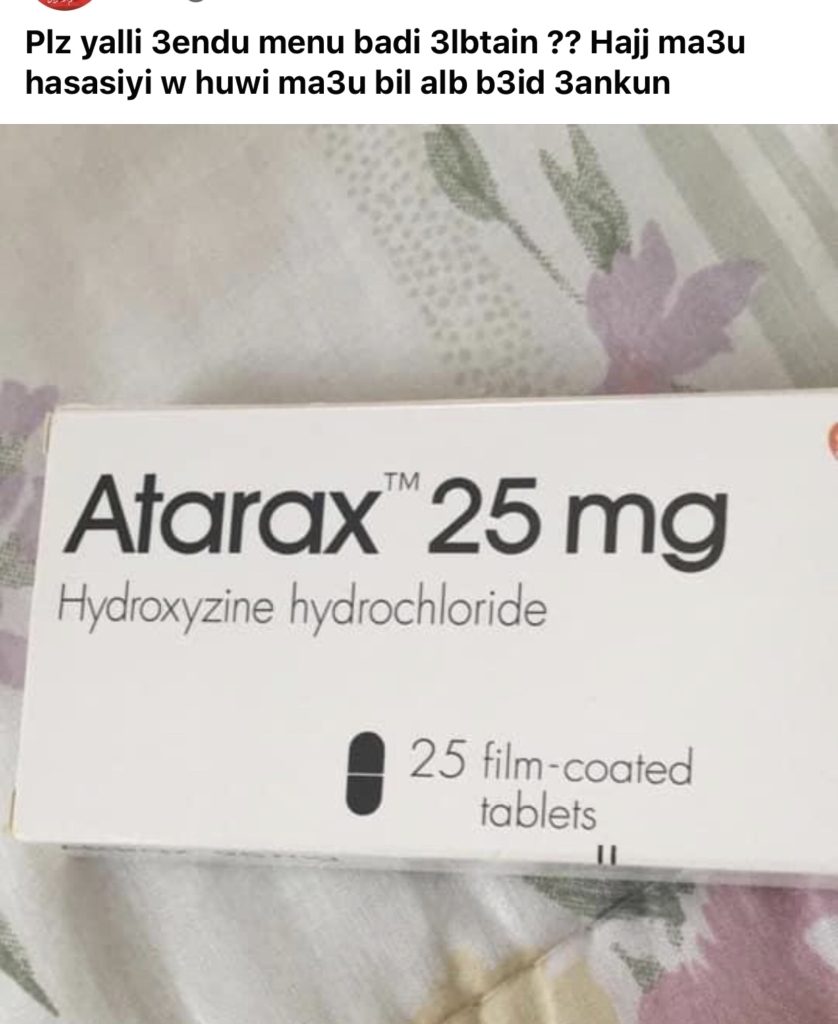 Plz yalli 3endu menu badi 3lbtain ?? Hajj ma3u
hasasiyi w huwi ma3u bil alb b3id 3ankun
Atarax™ 25 mg
Hydroxyzine hydrochloride
25 film-coated
tablets